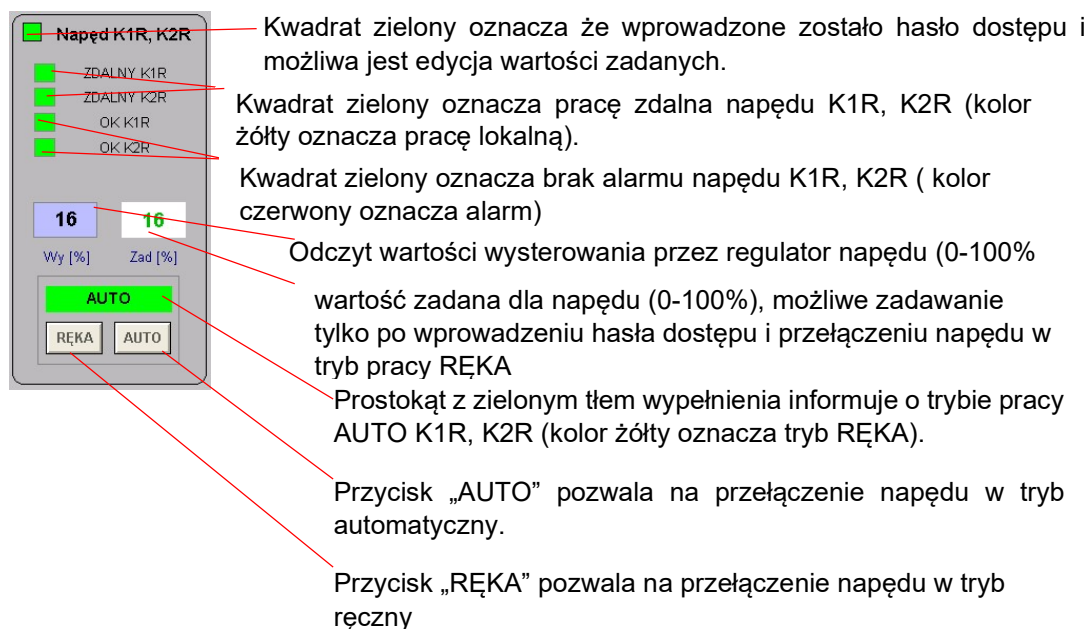 Napęd K1R, K2R
ZDALNY K1R
ZDALNY K2R
OK K1R
OK K2R
16 16
Wy [%] Zad [%]
AUTO
RĘKA AUTO
Kwadrat zielony oznacza że wprowadzone zostało hasło dostępu i
możliwa jest edycja wartości zadanych.
Kwadrat zielony oznacza pracę zdalna napędu K1R, K2R (kolor
żółty oznacza pracę lokalną).
Kwadrat zielony oznacza brak alarmu napędu K1R, K2R ( kolor
czerwony oznacza alarm)
Odczyt wartości wysterowania przez regulator napędu (0-100%
wartość zadana dla napędu (0-100%), możliwe zadawanie
tylko po wprowadzeniu hasła dostępu i przełączeniu napędu w
tryb pracy RĘKA
Prostokąt z zielonym tłem wypełnienia informuje o trybie pracy
AUTO K1R, K2R (kolor żółty oznacza tryb RĘKA).
Przycisk „AUTO” pozwala na przełączenie napędu w tryb
automatyczny.
Przycisk „RĘKA” pozwala na przełączenie napędu w tryb
ręczny